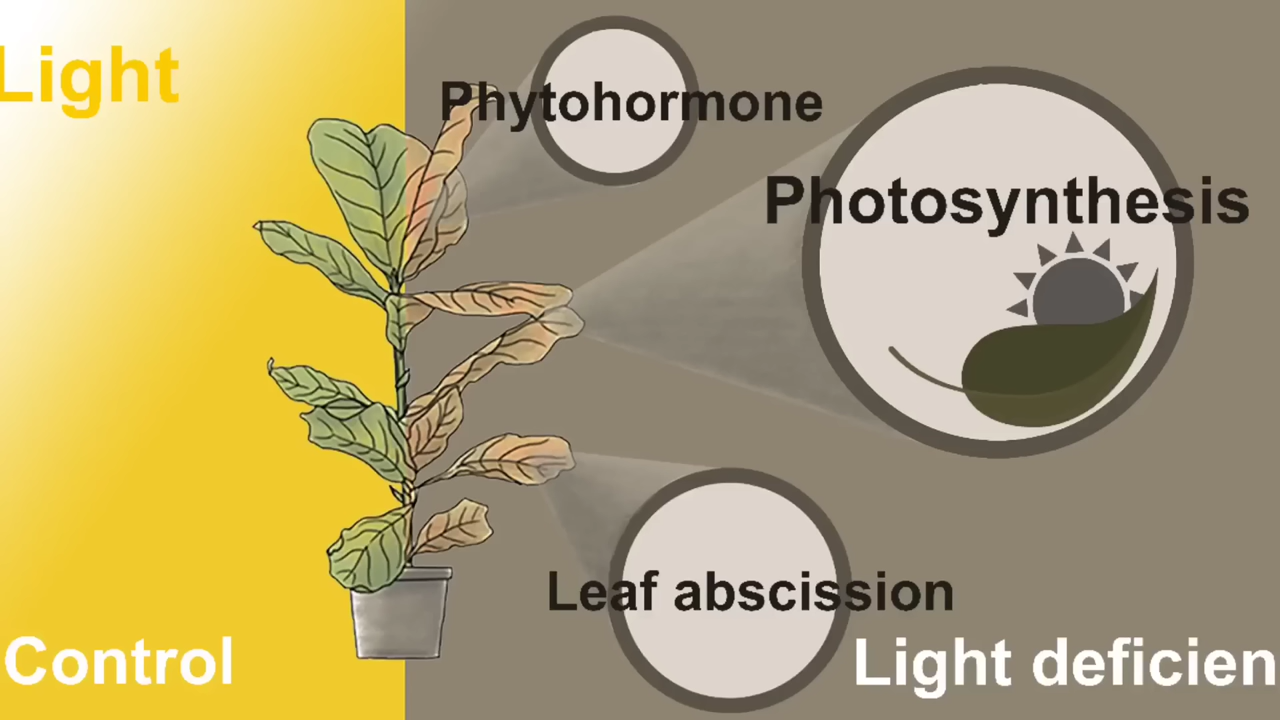 Light
Phytohormone
Photosynthesis
Leaf abscission
Control
Light deficien